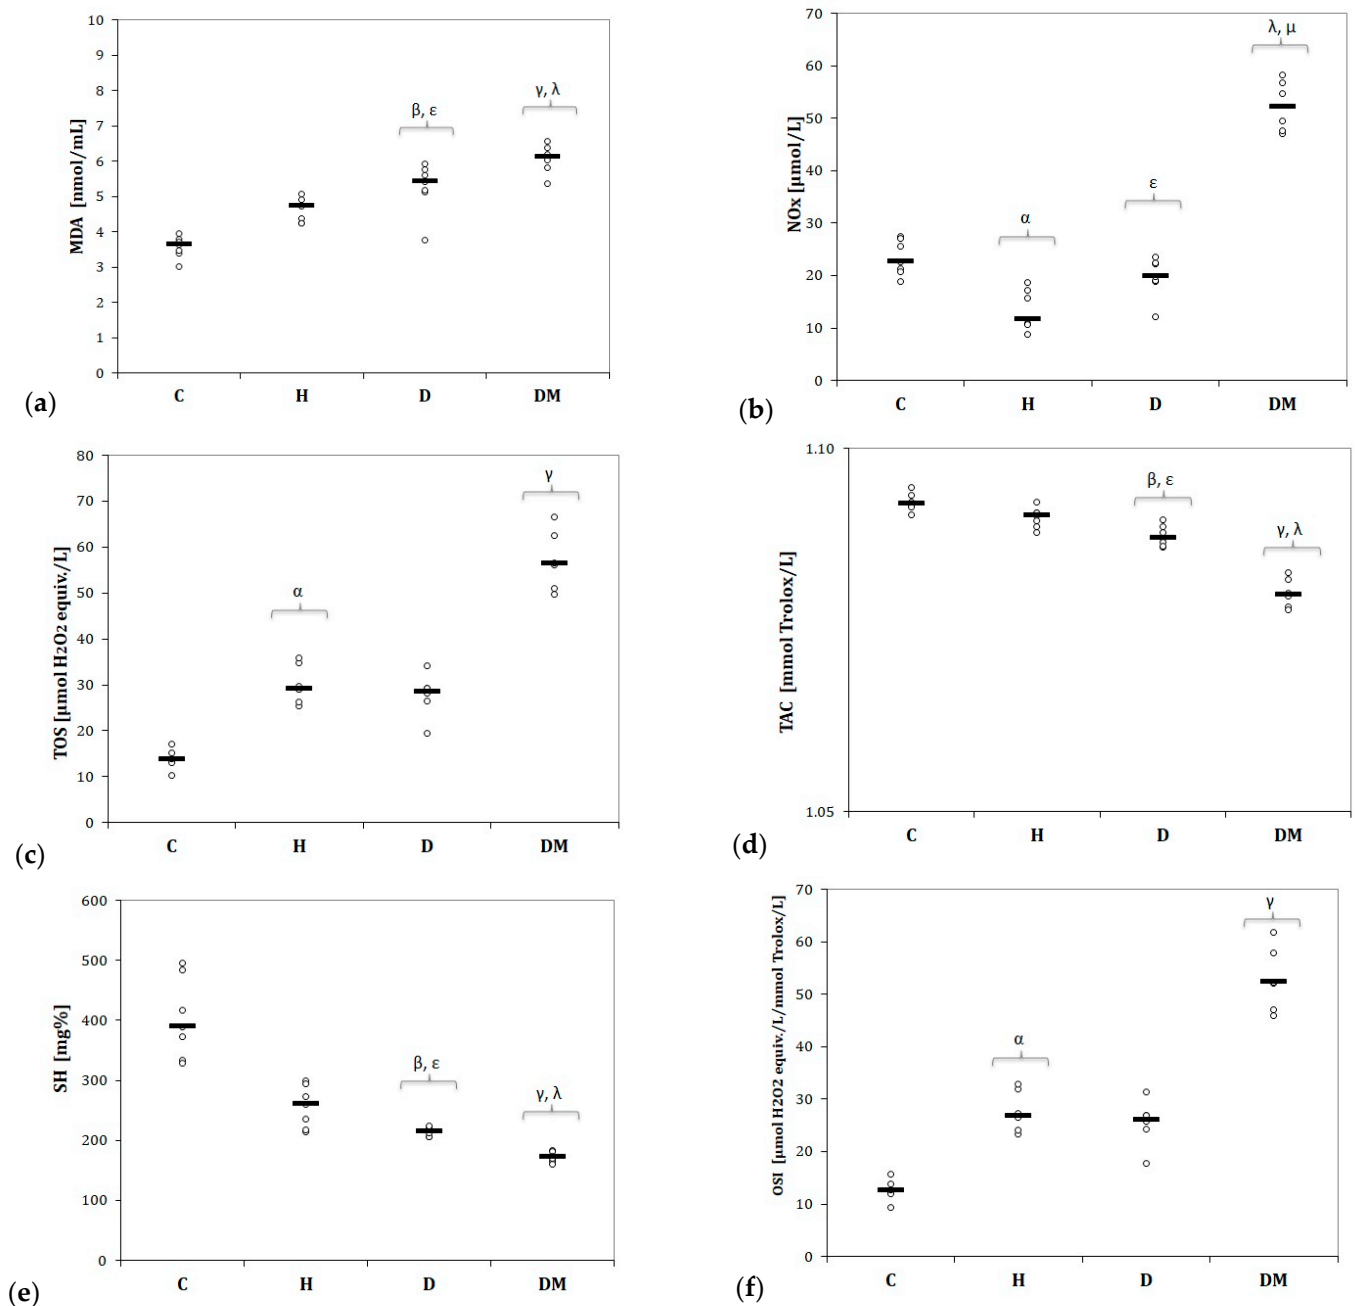 10
9
8
7
6
5
4
3
2
1
0
MDA [nmol/mL]
β, ε
γ, λ
C H D DM
(a)
70
60
50
40
30
20
10
0
NOx [µmol/L]
α
ε
λ, μ
C H D DM
(b)
80
70
60
50
40
30
20
10
0
TOS [µmol H2O2 equiv./L]
α
γ
C H D DM
(c)
1.10
1.05
TAC [mmol Trolox/L]
β, ε
γ, λ
C H D DM
(d)
600
500
400
300
200
100
0
SH [mg%]
β, ε
γ, λ
C H D DM
(e)
70
60
50
40
30
20
10
0
OSI [µmol H2O2 equiv./L/mmol Trolox/L]
α
γ
C H D DM
(f)